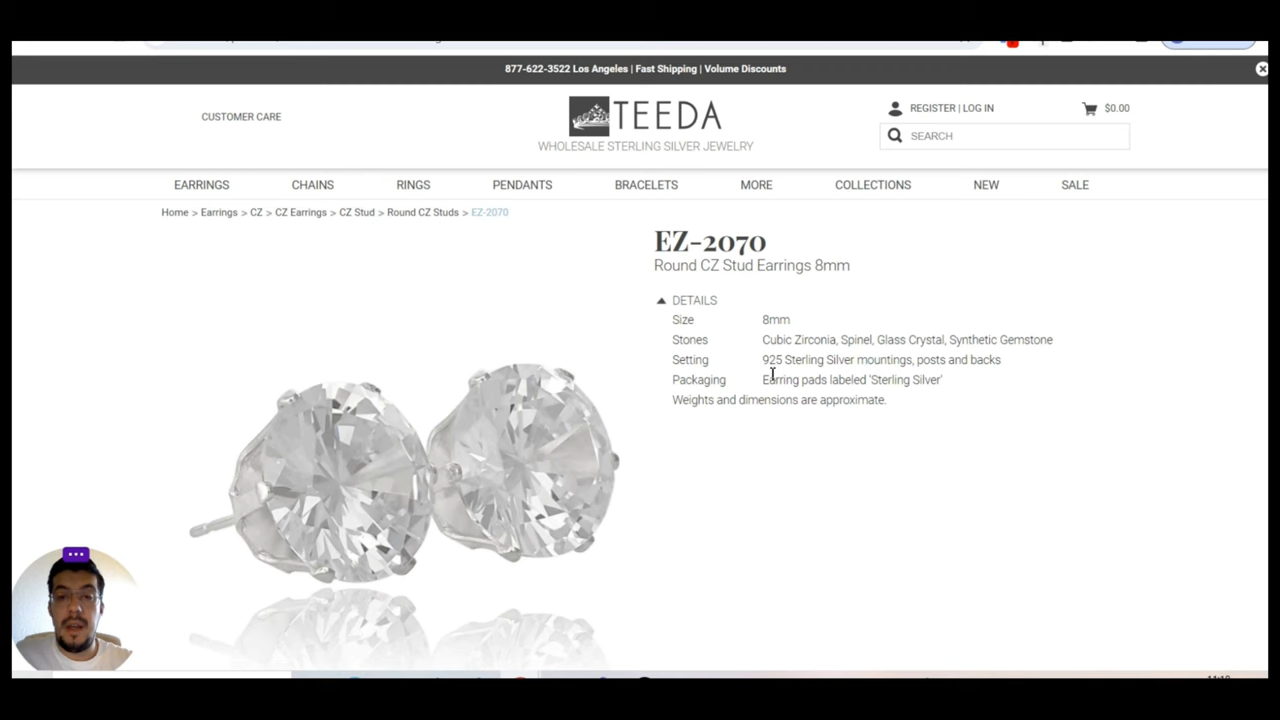 877-622-3522 Los Angeles | Fast Shipping | Volume Discounts
CUSTOMER CARE
TEEDA
WHOLESALE STERLING SILVER JEWELRY
REGISTER | LOG IN
$0.00
SEARCH
EARRINGS CHAINS RINGS PENDANTS BRACELETS MORE COLLECTIONS NEW SALE
Home > Earrings > CZ > CZ Earrings > CZ Stud > Round CZ Studs > EZ-2070
EZ-2070
Round CZ Stud Earrings 8mm
DETAILS
Size 8mm
Stones Cubic Zirconia, Spinel, Glass Crystal, Synthetic Gemstone
Setting 925 Sterling Silver mountings, posts and backs
Packaging Earring pads labeled 'Sterling Silver'
Weights and dimensions are approximate.